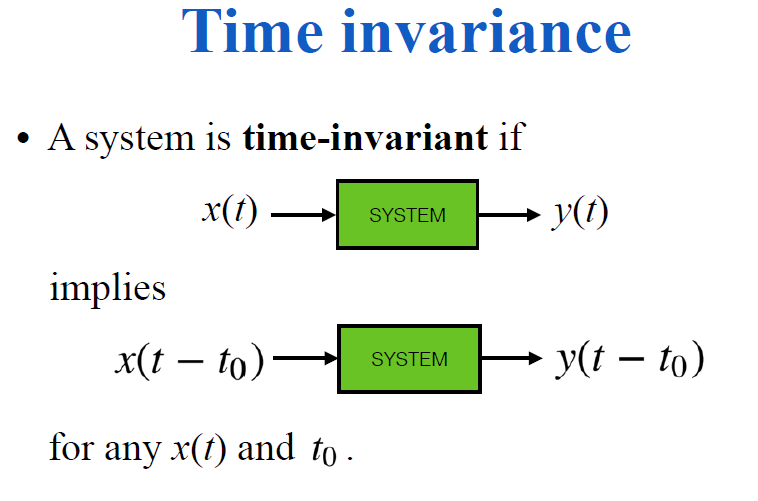 Time invariance
• A system is time-invariant if
x(t) SYSTEM y(t)
implies
x(t − t₀) SYSTEM y(t − t₀)
for any x(t) and t₀ .